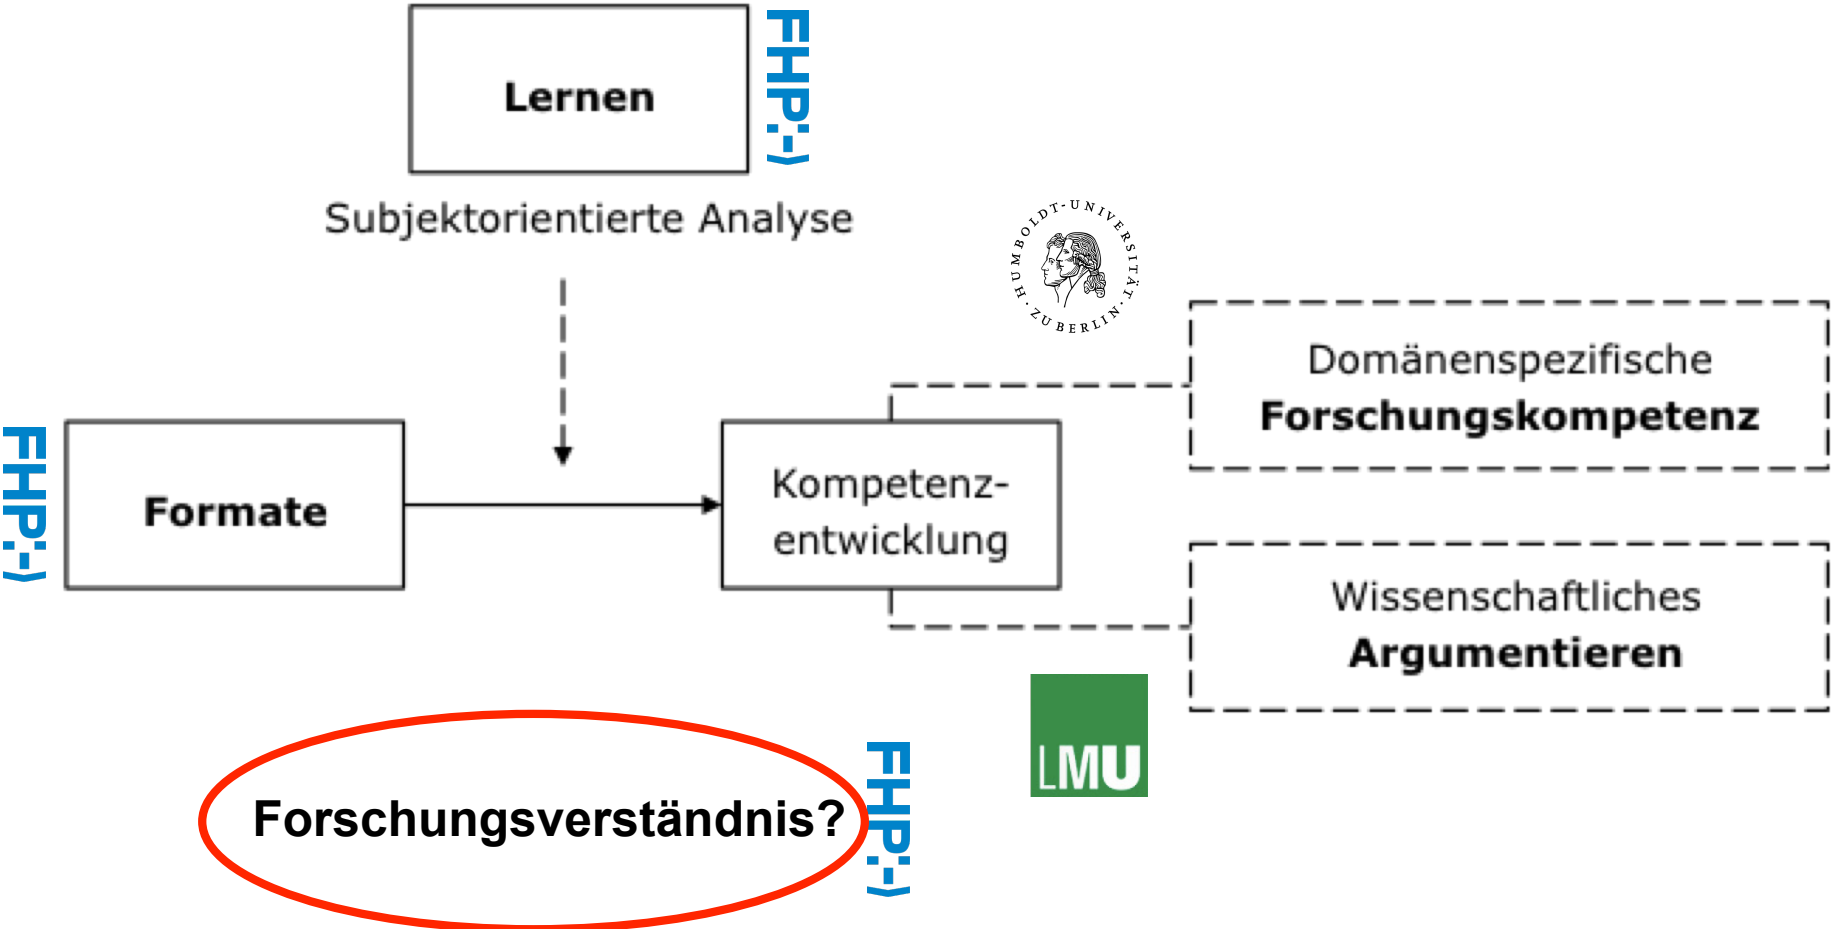 Lernen
FHP:-)
Subjektorientierte Analyse
HUMBOLDT-UNIVERSITÄT
ZU BERLIN
Domänenspezifische
Forschungskompetenz
FHP:-)
Formate
Kompetenz-
entwicklung
Wissenschaftliches
Argumentieren
LMU
Forschungsverständnis?
FHP:-)